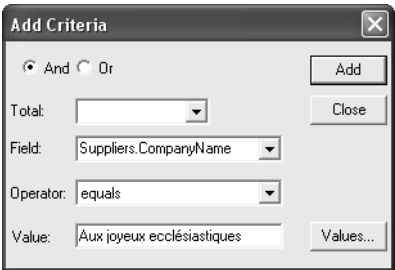 Add Criteria
And Or Add
Total: Close
Field: Suppliers.CompanyName
Operator: equals
Value: Aux joyeux ecclésiastiques Values...